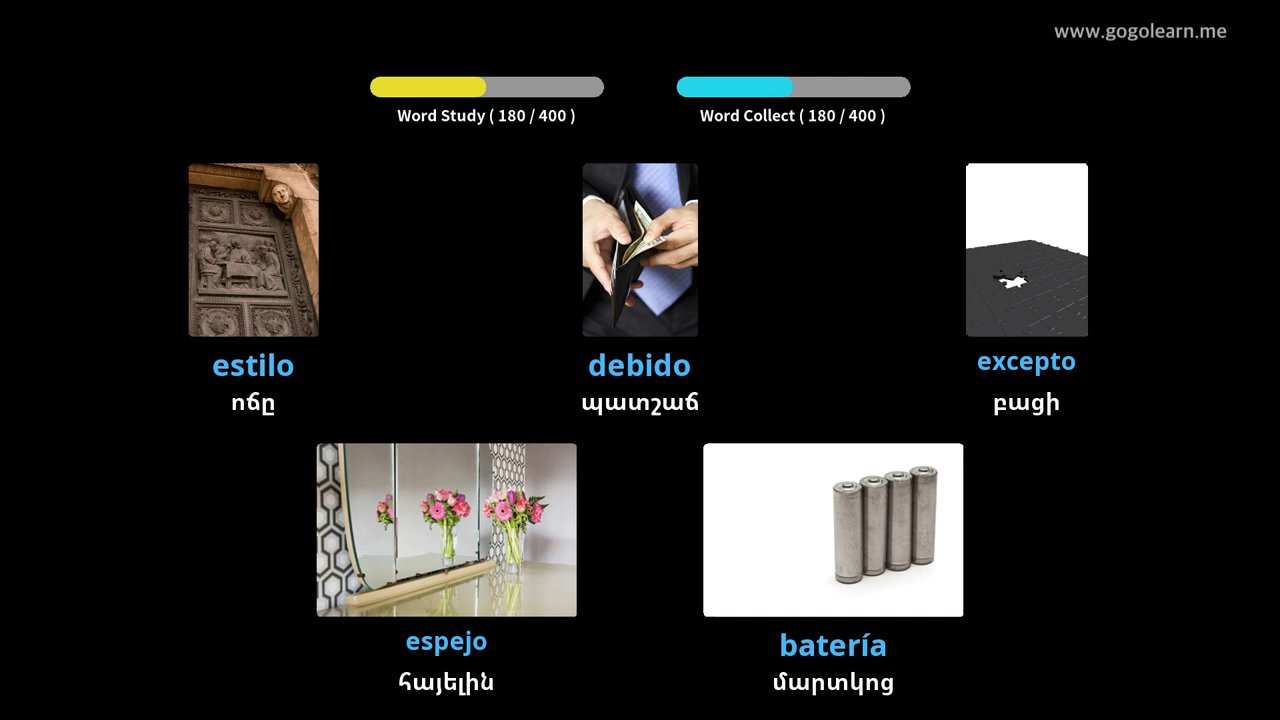 www.gogolearn.me
Word Study ( 180 / 400 )
Word Collect ( 180 / 400 )
estilo
ոճը
debido
պատշաճ
excepto
բացի
espejo
հայելին
batería
մարտկոց